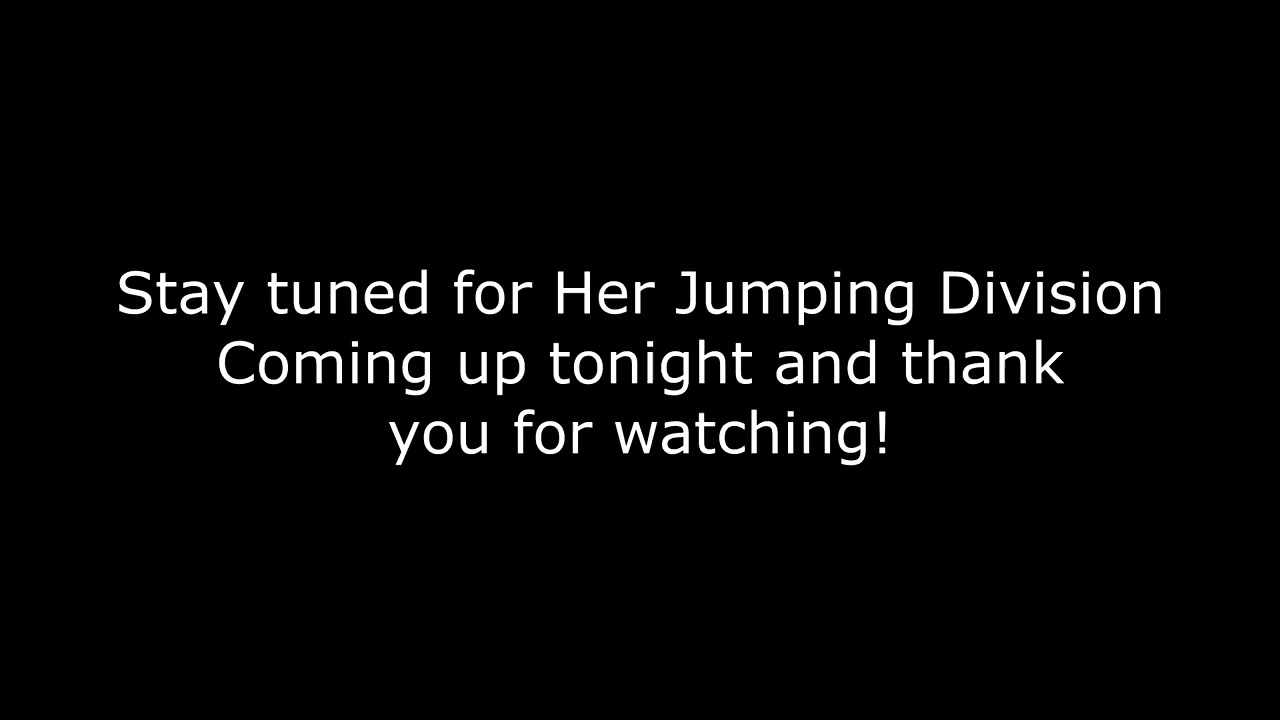 Stay tuned for Her Jumping Division
Coming up tonight and thank
you for watching!